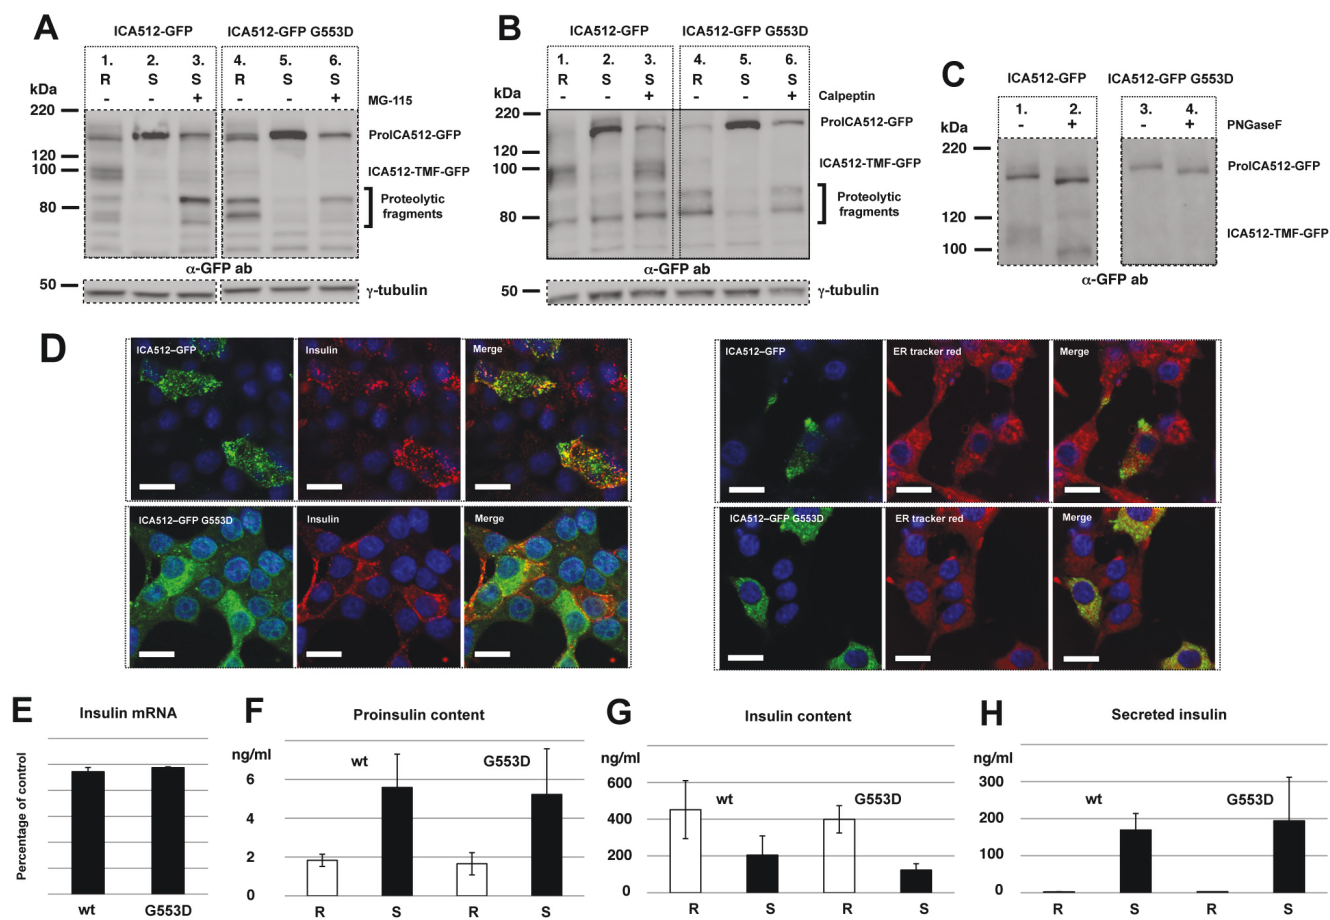 A
ICA512-GFP ICA512-GFP G553D
1. 2. 3. 4. 5. 6.
R S S R S S
kDa - - + - - + MG-115
220
ProICA512-GFP
120
100 ICA512-TMF-GFP
80 Proteolytic
fragments
α-GFP ab
50 γ-tubulin
B
ICA512-GFP ICA512-GFP G553D
1. 2. 3. 4. 5. 6.
R S S R S S
kDa - - + - - + Calpeptin
220
ProICA512-GFP
120
100 ICA512-TMF-GFP
80 Proteolytic
fragments
α-GFP ab
50 γ-tubulin
C
ICA512-GFP ICA512-GFP G553D
1. 2. 3. 4.
kDa - + - + PNGaseF
220
ProICA512-GFP
120
ICA512-TMF-GFP
100
α-GFP ab
D
ICA512–GFP Insulin Merge
ICA512–GFP G553D Insulin Merge
ICA512–GFP ER tracker red Merge
ICA512–GFP G553D ER tracker red Merge
E
Insulin mRNA
Percentage of control
wt G553D
F
Proinsulin content
ng/ml
wt G553D
6
4
2
0
R S R S
G
Insulin content
ng/ml
600
wt G553D
400
200
0
R S R S
H
Secreted insulin
ng/ml
300
wt G553D
200
100
0
R S R S